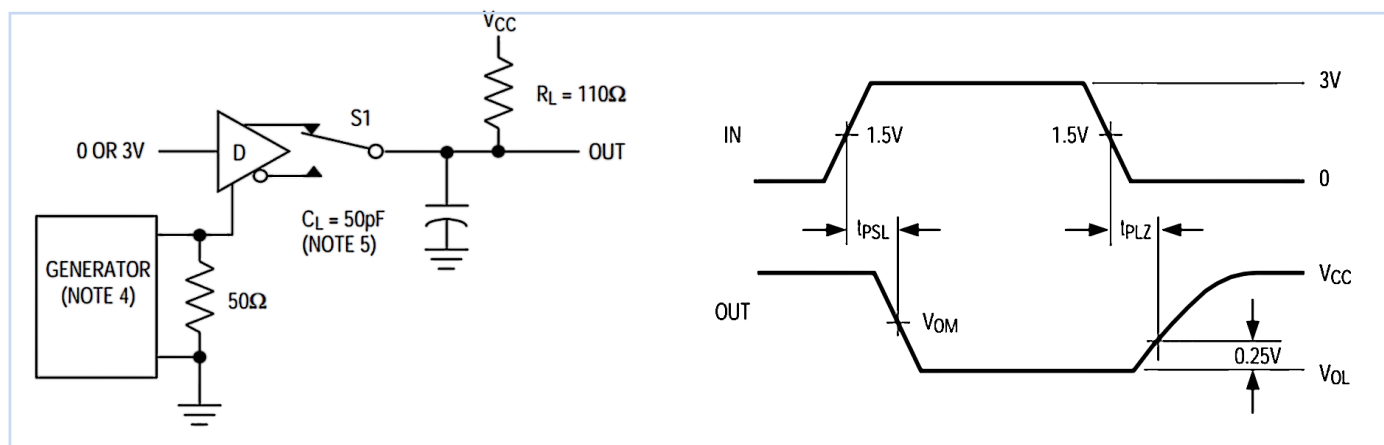 VCC
RL = 110Ω
S1
0 OR 3V
D
OUT
CL = 50pF
(NOTE 5)
GENERATOR
(NOTE 4)
50Ω
3V
IN
1.5V
1.5V
0
tPSL
tPLZ
VCC
OUT
VOM
0.25V
VOL